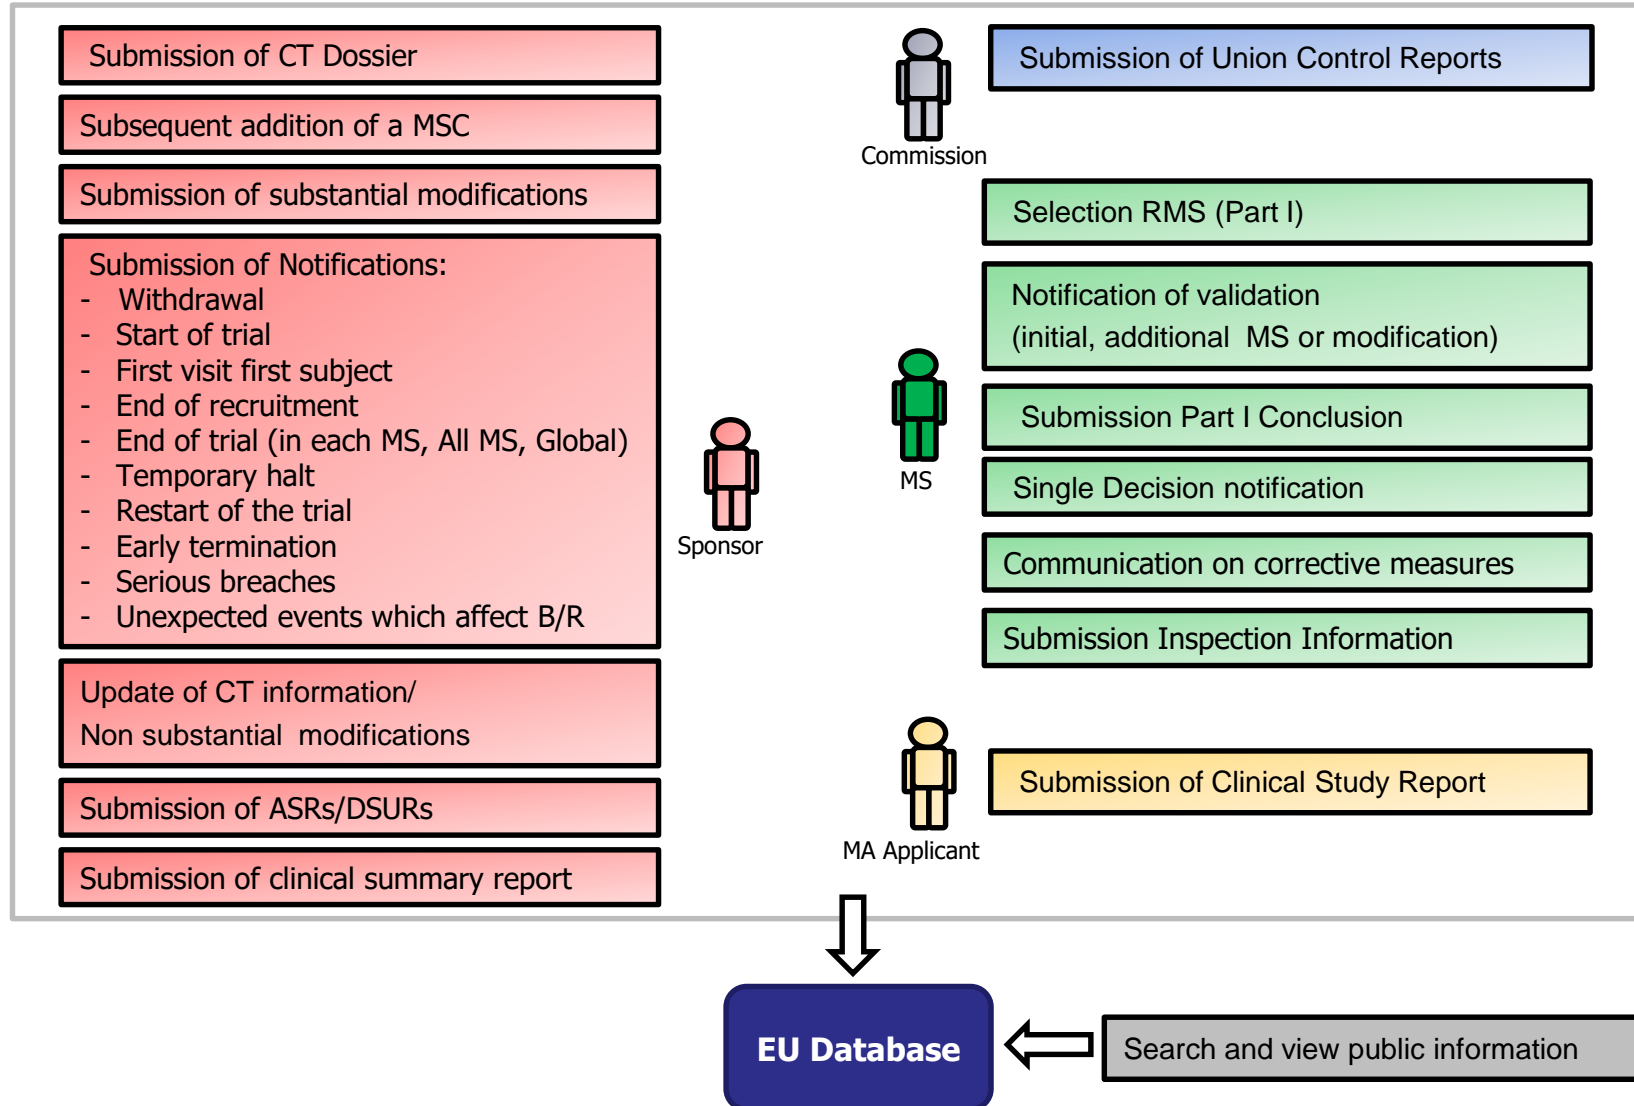 Submission of CT Dossier
Subsequent addition of a MSC
Submission of substantial modifications
Submission of Notifications:
- Withdrawal
- Start of trial
- First visit first subject
- End of recruitment
- End of trial (in each MS, All MS, Global)
- Temporary halt
- Restart of the trial
- Early termination
- Serious breaches
- Unexpected events which affect B/R
Update of CT information/
Non substantial modifications
Submission of ASRs/DSURs
Submission of clinical summary report
Sponsor
Commission
Submission of Union Control Reports
MS
Selection RMS (Part I)
Notification of validation
(initial, additional MS or modification)
Submission Part I Conclusion
Single Decision notification
Communication on corrective measures
Submission Inspection Information
MA Applicant
Submission of Clinical Study Report
EU Database
Search and view public information